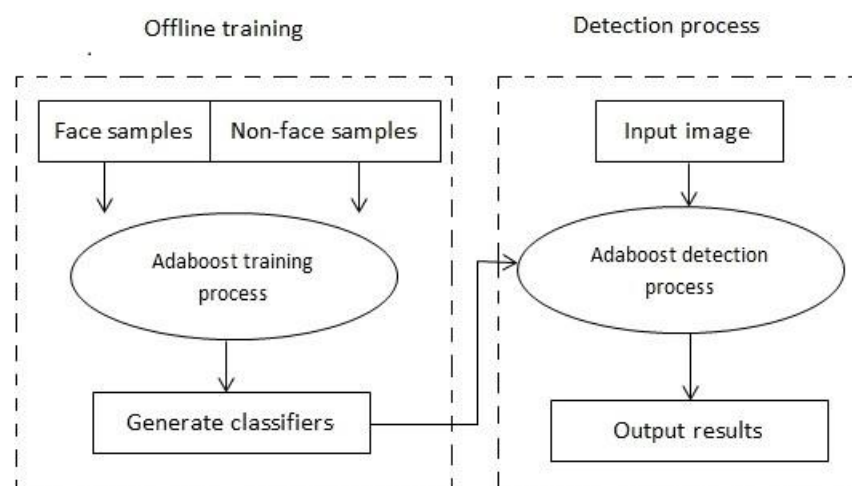 Offline training
Detection process
Face samples
Non-face samples
Input image
Adaboost training
process
Adaboost detection
process
Generate classifiers
Output results